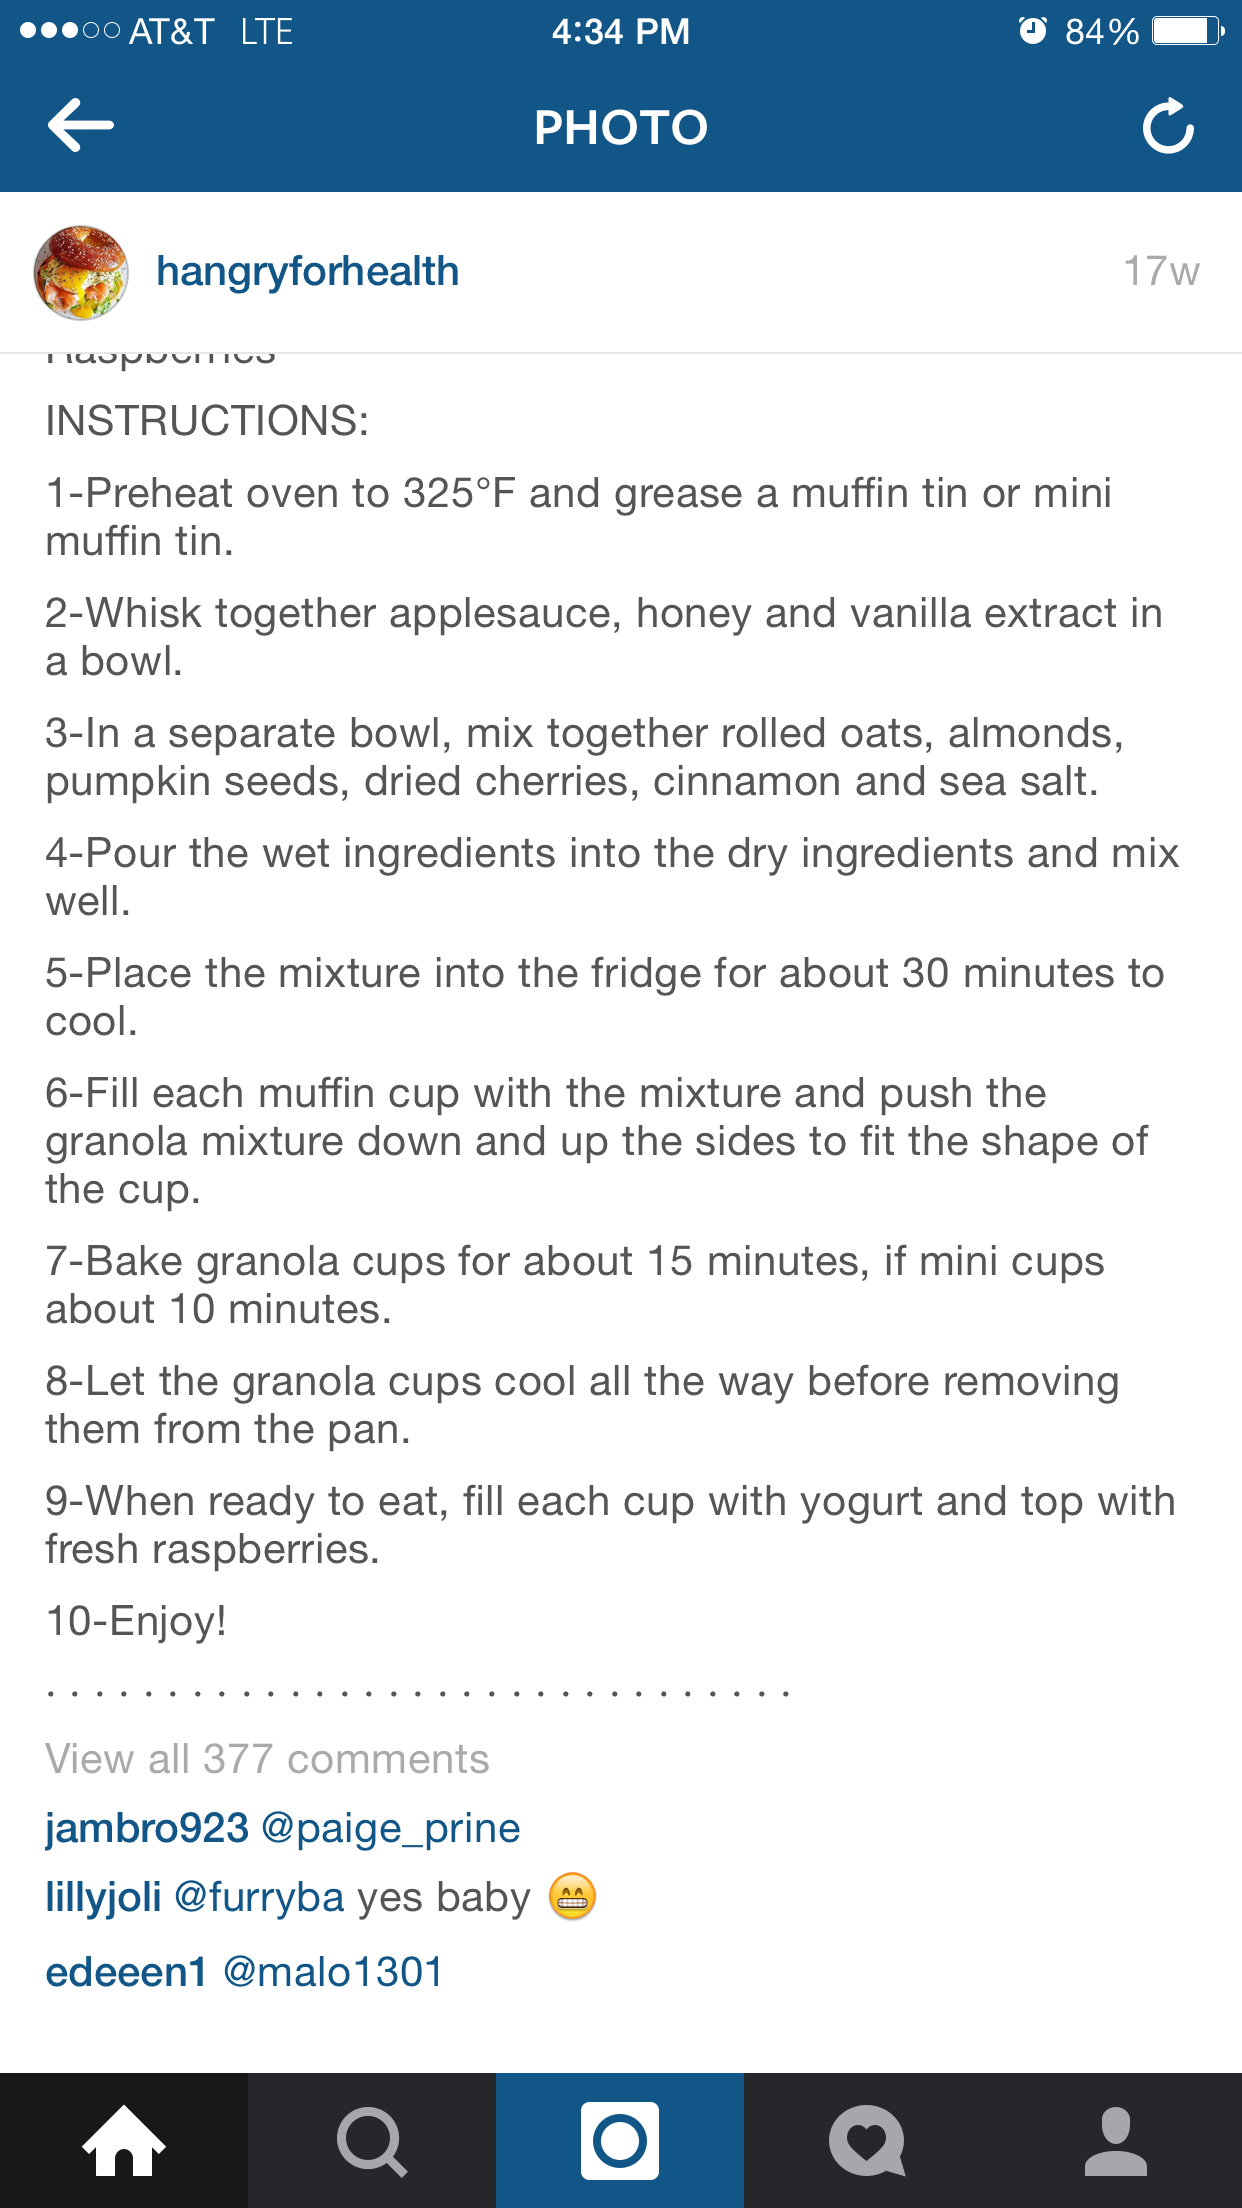 AT&T LTE 4:34 PM 84%
PHOTO
hangryforhealth 17w
Raspberries
INSTRUCTIONS:
1-Preheat oven to 325°F and grease a muffin tin or mini
muffin tin.
2-Whisk together applesauce, honey and vanilla extract in
a bowl.
3-In a separate bowl, mix together rolled oats, almonds,
pumpkin seeds, dried cherries, cinnamon and sea salt.
4-Pour the wet ingredients into the dry ingredients and mix
well.
5-Place the mixture into the fridge for about 30 minutes to
cool.
6-Fill each muffin cup with the mixture and push the
granola mixture down and up the sides to fit the shape of
the cup.
7-Bake granola cups for about 15 minutes, if mini cups
about 10 minutes.
8-Let the granola cups cool all the way before removing
them from the pan.
9-When ready to eat, fill each cup with yogurt and top with
fresh raspberries.
10-Enjoy!
. . . . . . . . . . . . . . . . . . . . . . . . . . . . . . .
View all 377 comments
jambro923 @paige_prine
lillyjoli @furryba yes baby 😁
edeeen1 @malo1301